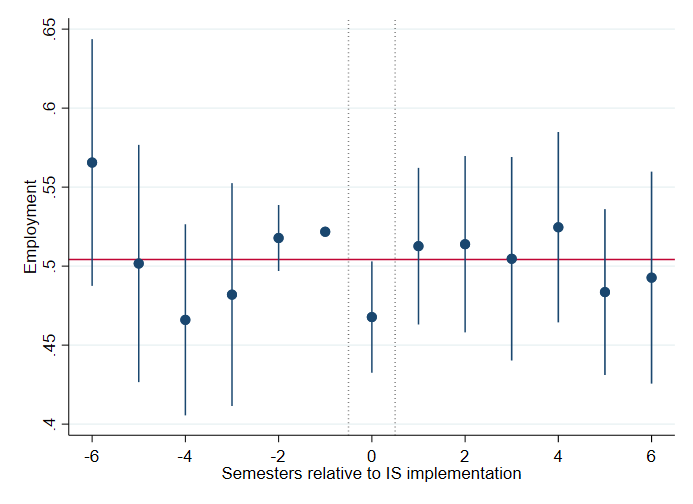 Employment
.65
.6
.55
.5
.45
.4
-6 -4 -2 0 2 4 6
Semesters relative to IS implementation